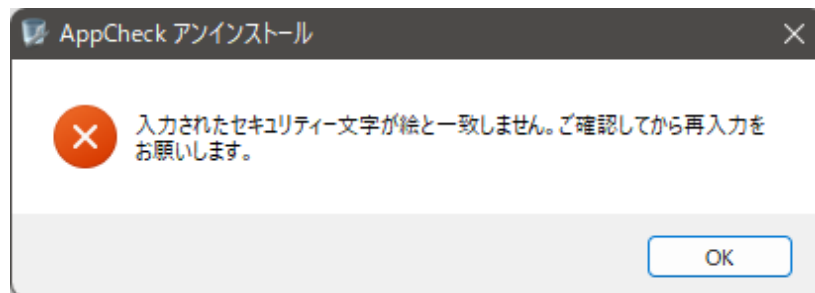 AppCheck アンインストール
入力されたセキュリティー文字が絵と一致しません。ご確認してから再入力を
お願いします。
OK